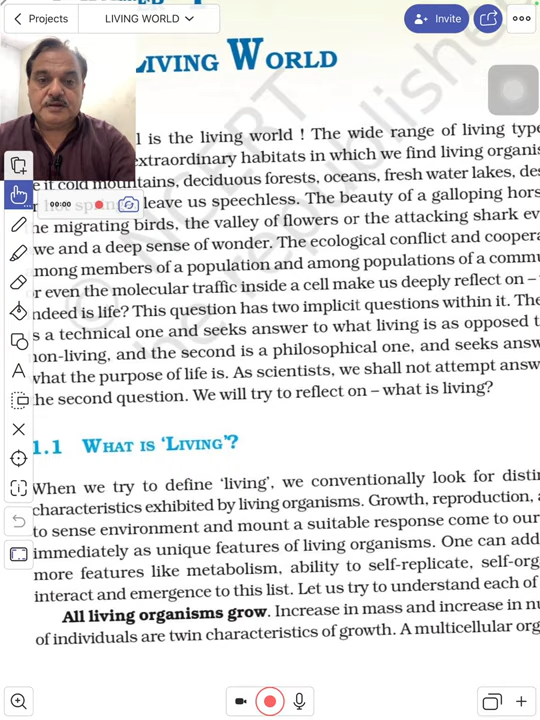 Projects
LIVING WORLD
Invite
LIVING WORLD
is the living world ! The wide range of living type
extraordinary habitats in which we find living organis
it cold mountains, deciduous forests, oceans, fresh water lakes, des
00:00
leave us speechless. The beauty of a galloping hors
he migrating birds, the valley of flowers or the attacking shark ev
we and a deep sense of wonder. The ecological conflict and coopera
mong members of a population and among populations of a commu
r even the molecular traffic inside a cell make us deeply reflect on –
ndeed is life? This question has two implicit questions within it. The
s a technical one and seeks answer to what living is as opposed t
non-living, and the second is a philosophical one, and seeks answ
what the purpose of life is. As scientists, we shall not attempt answ
he second question. We will try to reflect on – what is living?
1.1 WHAT IS ‘LIVING’?
When we try to define ‘living’, we conventionally look for distin
characteristics exhibited by living organisms. Growth, reproduction, a
to sense environment and mount a suitable response come to our
immediately as unique features of living organisms. One can add
more features like metabolism, ability to self-replicate, self-org
interact and emergence to this list. Let us try to understand each of
All living organisms grow. Increase in mass and increase in nu
of individuals are twin characteristics of growth. A multicellular org
© NCERT
be republished